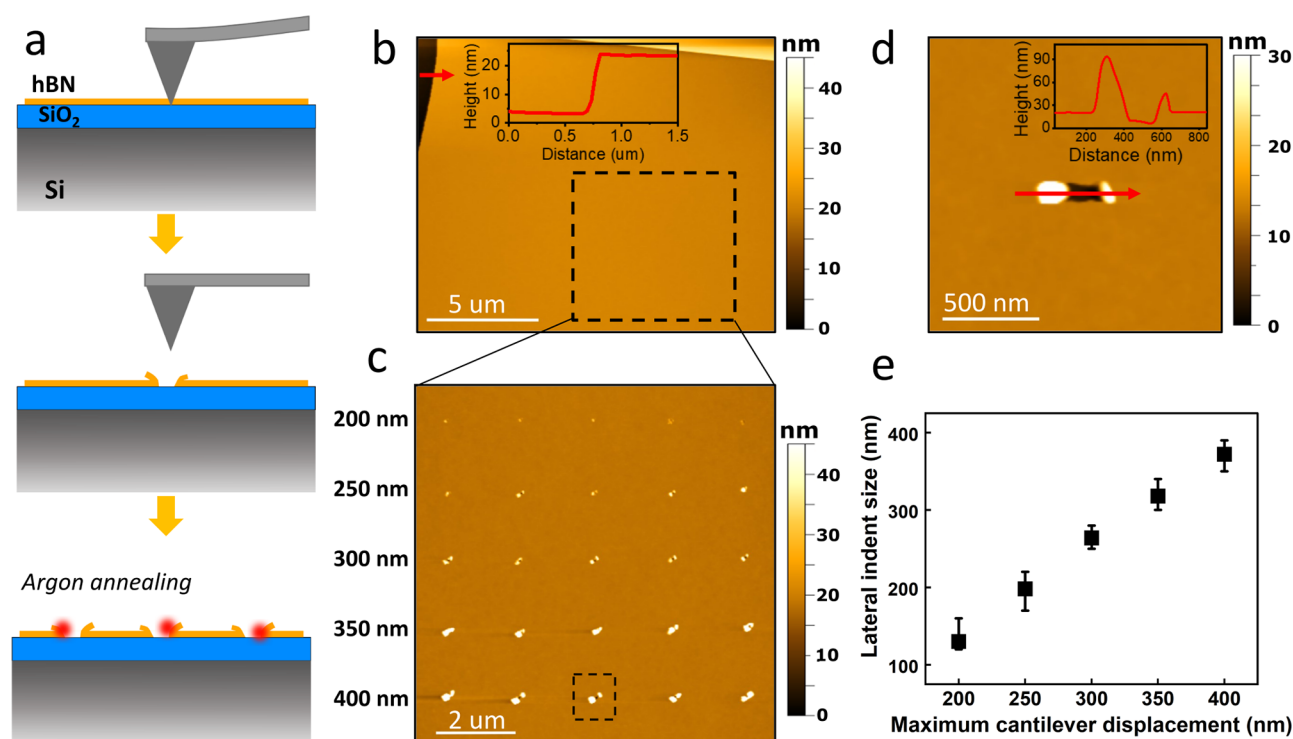 a
hBN
SiO2
Si
Argon annealing
b
nm
40
30
20
10
0
Height (nm)
20
10
0
0.0 0.5 1.0 1.5
Distance (um)
5 um
c
200 nm
250 nm
300 nm
350 nm
400 nm
nm
40
30
20
10
0
2 um
d
nm
30
20
10
0
Height (nm)
90
60
30
0
200 400 600 800
Distance (nm)
500 nm
e
Lateral indent size (nm)
400
300
200
100
200 250 300 350 400
Maximum cantilever displacement (nm)